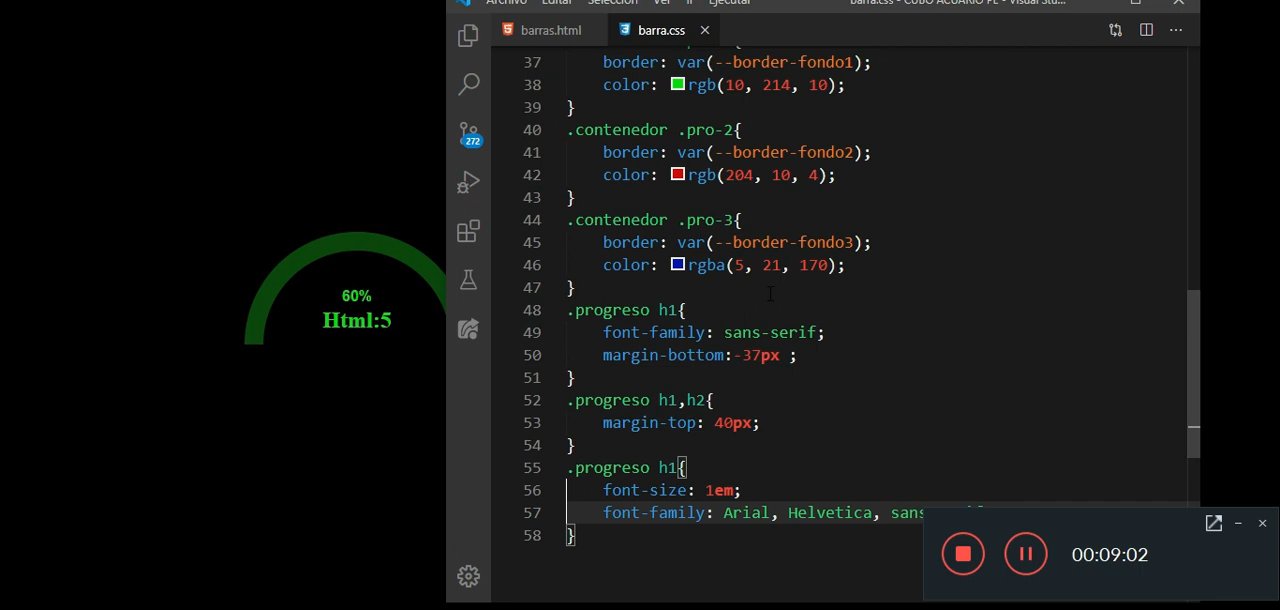 Archivo Editar Selección Ver Ir Ejecutar
barra.css - CUBO ACUARIO PL - Visual Stu...
barras.html
barra.css
37 border: var(--border-fondo1);
38 color: rgb(10, 214, 10);
39 }
40 .contenedor .pro-2{
41 border: var(--border-fondo2);
42 color: rgb(204, 10, 4);
43 }
44 .contenedor .pro-3{
45 border: var(--border-fondo3);
46 color: rgba(5, 21, 170);
47 }
48 .progreso h1{
49 font-family: sans-serif;
50 margin-bottom:-37px ;
51 }
52 .progreso h1,h2{
53 margin-top: 40px;
54 }
55 .progreso h1{
56 font-size: 1em;
57 font-family: Arial, Helvetica, sans
58 }
272
60%
Html:5
00:09:02